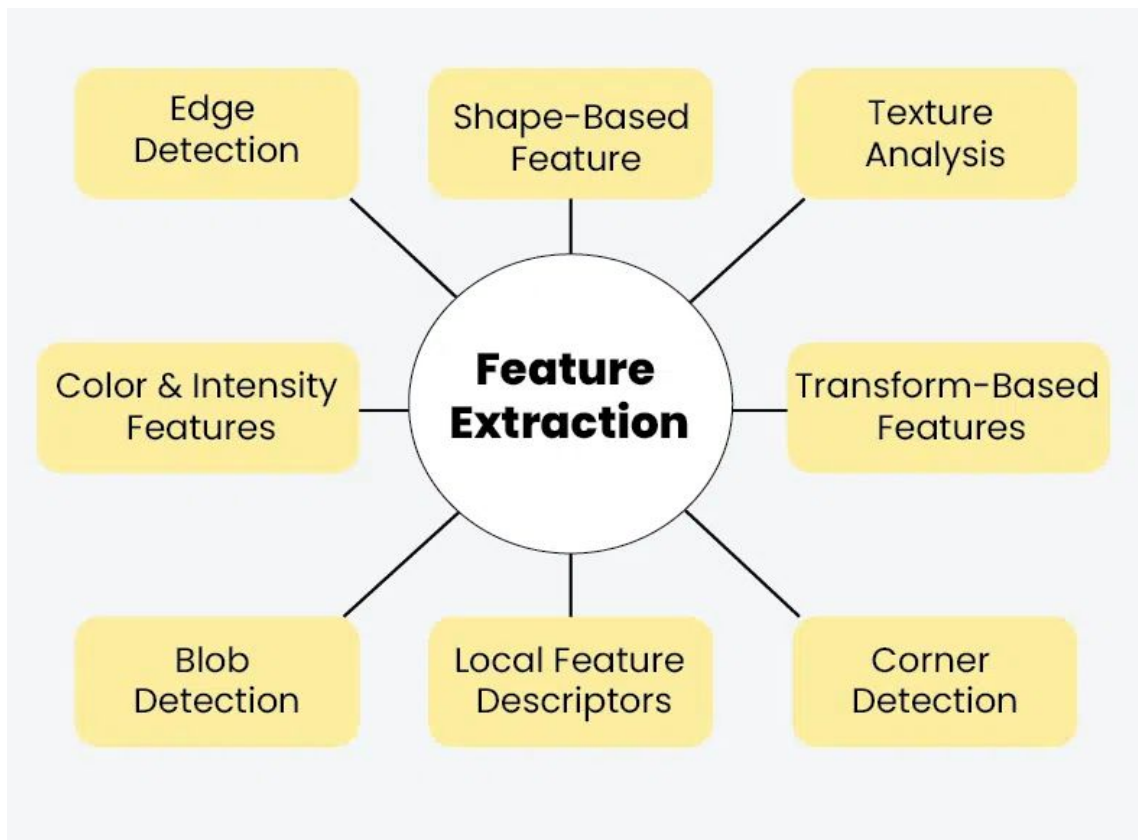 Edge
Detection
Shape-Based
Feature
Texture
Analysis
Color & Intensity
Features
Feature
Extraction
Transform-Based
Features
Blob
Detection
Local Feature
Descriptors
Corner
Detection